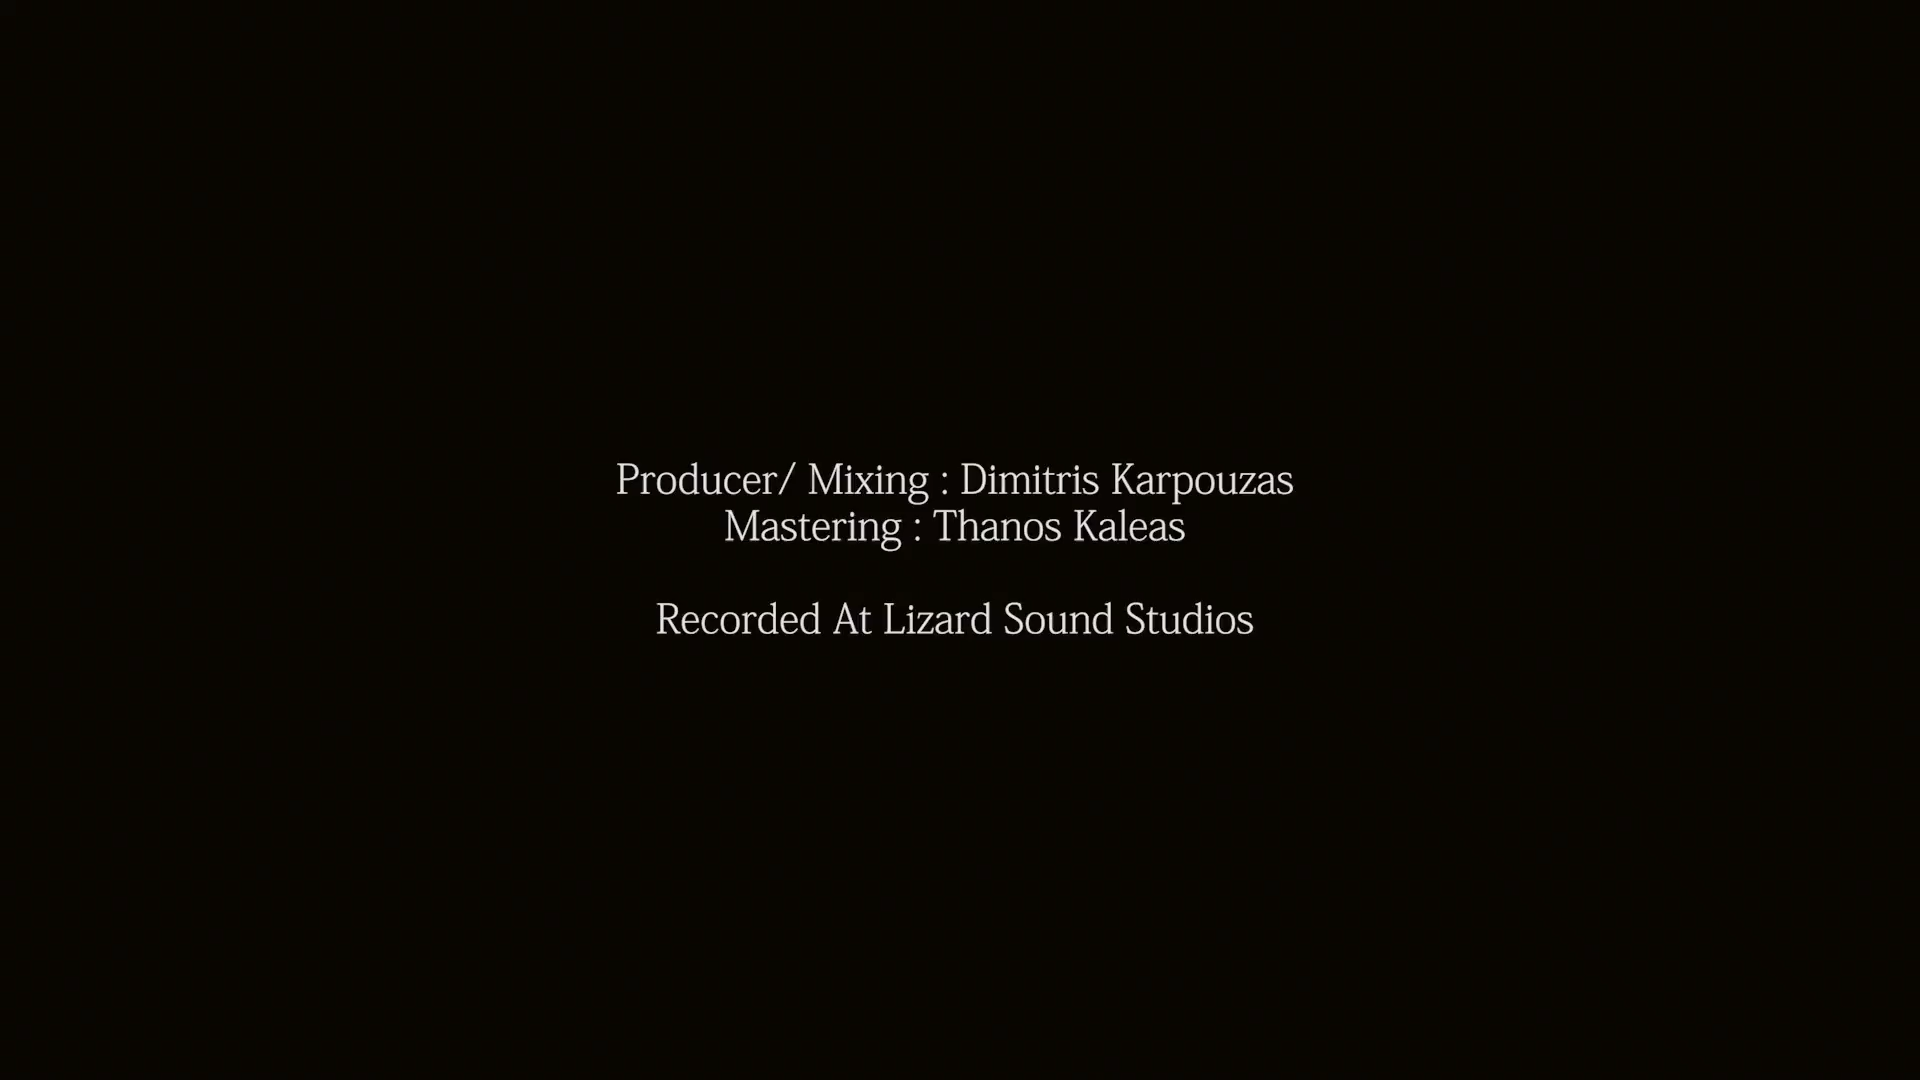 Producer/ Mixing : Dimitris Karpouzas
Mastering : Thanos Kaleas
Recorded At Lizard Sound Studios